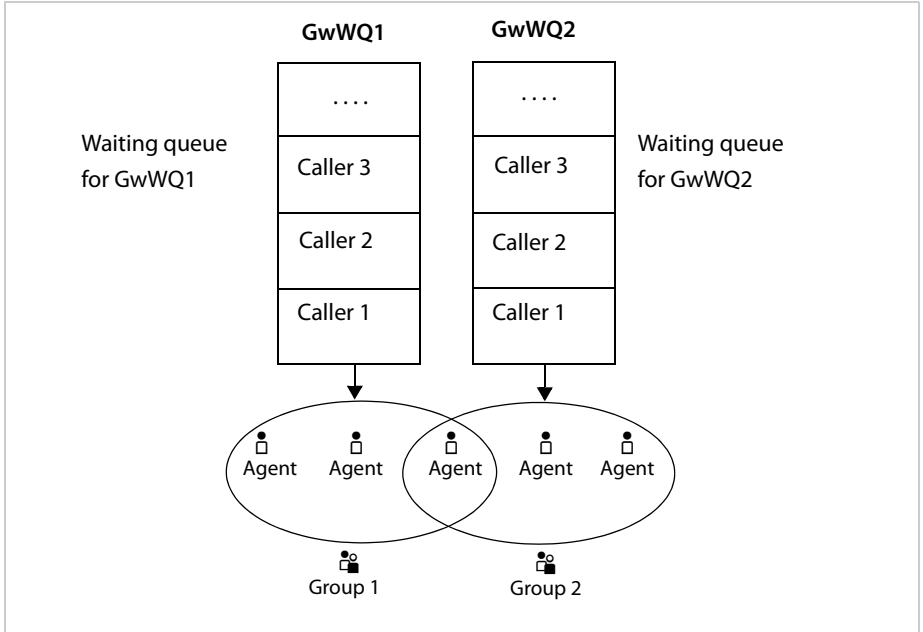 GwWQ1
GwWQ2
. . . .
. . . .
Waiting queue
for GwWQ1
Caller 3
Caller 3
Waiting queue
for GwWQ2
Caller 2
Caller 2
Caller 1
Caller 1
Agent
Agent
Agent
Agent
Agent
Group 1
Group 2